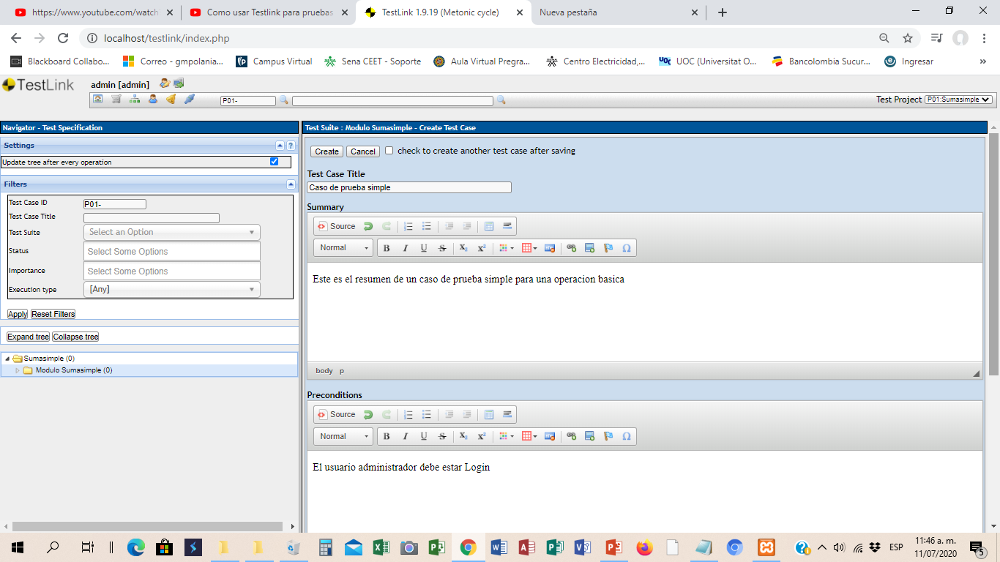 https://www.youtube.com/watch
Como usar Testlink para pruebas
TestLink 1.9.19 (Metonic cycle)
Nueva pestaña
localhost/testlink/index.php
Blackboard Collabo...
Correo - gmpolania...
Campus Virtual
Sena CEET - Soporte
Aula Virtual Pregra...
Centro Electricidad,...
UOC (Universitat O...
Bancolombia Sucur...
Ingresar
TestLink
admin [admin]
P01-
Test Project P01:Sumasimple
Navigator - Test Specification
Settings
Update tree after every operation
Filters
Test Case ID P01-
Test Case Title
Test Suite Select an Option
Status Select Some Options
Importance Select Some Options
Execution type [Any]
Apply Reset Filters
Expand tree Collapse tree
Sumasimple (0)
Modulo Sumasimple (0)
Test Suite : Modulo Sumasimple - Create Test Case
Create Cancel check to create another test case after saving
Test Case Title
Caso de prueba simple
Summary
Source
Normal B I U S X₂ x² Ω
Este es el resumen de un caso de prueba simple para una operacion basica
body p
Preconditions
Source
Normal B I U S X₂ x² Ω
El usuario administrador debe estar Login
ESP
11:46 a. m.
11/07/2020
5